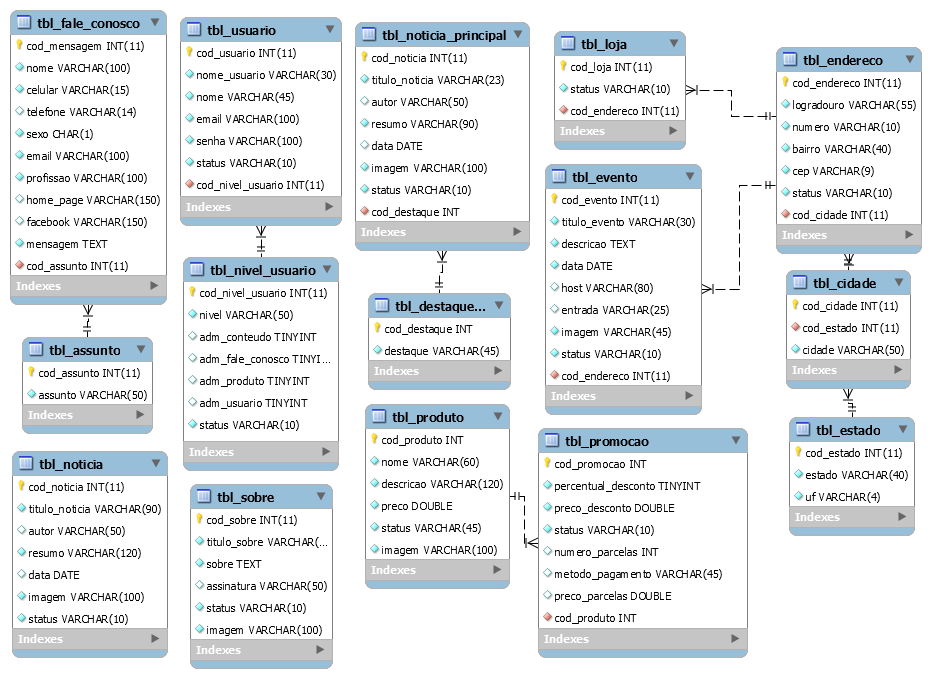 tbl_fale_conosco
cod_mensagem INT(11)
nome VARCHAR(100)
celular VARCHAR(15)
telefone VARCHAR(14)
sexo CHAR(1)
email VARCHAR(100)
profissao VARCHAR(100)
home_page VARCHAR(150)
facebook VARCHAR(150)
mensagem TEXT
cod_assunto INT(11)
Indexes
tbl_assunto
cod_assunto INT(11)
assunto VARCHAR(50)
Indexes
tbl_noticia
cod_noticia INT(11)
titulo_noticia VARCHAR(90)
autor VARCHAR(50)
resumo VARCHAR(120)
data DATE
imagem VARCHAR(100)
status VARCHAR(10)
Indexes
tbl_usuario
cod_usuario INT(11)
nome_usuario VARCHAR(30)
nome VARCHAR(45)
email VARCHAR(100)
senha VARCHAR(100)
status VARCHAR(10)
cod_nivel_usuario INT(11)
Indexes
tbl_nivel_usuario
cod_nivel_usuario INT(11)
nivel VARCHAR(50)
adm_conteudo TINYINT
adm_fale_conosco TINYI...
adm_produto TINYINT
adm_usuario TINYINT
status VARCHAR(10)
Indexes
tbl_sobre
cod_sobre INT(11)
titulo_sobre VARCHAR(...
sobre TEXT
assinatura VARCHAR(50)
status VARCHAR(10)
imagem VARCHAR(100)
Indexes
tbl_noticia_principal
cod_noticia INT(11)
titulo_noticia VARCHAR(23)
autor VARCHAR(50)
resumo VARCHAR(90)
data DATE
imagem VARCHAR(100)
status VARCHAR(10)
cod_destaque INT
Indexes
tbl_destaque...
cod_destaque INT
destaque VARCHAR(45)
Indexes
tbl_produto
cod_produto INT
nome VARCHAR(60)
descricao VARCHAR(120)
preco DOUBLE
status VARCHAR(45)
imagem VARCHAR(100)
Indexes
tbl_loja
cod_loja INT(11)
status VARCHAR(10)
cod_endereco INT(11)
Indexes
tbl_evento
cod_evento INT(11)
titulo_evento VARCHAR(30)
descricao TEXT
data DATE
host VARCHAR(80)
entrada VARCHAR(25)
imagem VARCHAR(45)
status VARCHAR(10)
cod_endereco INT(11)
Indexes
tbl_promocao
cod_promocao INT
percentual_desconto TINYINT
preco_desconto DOUBLE
status VARCHAR(10)
numero_parcelas INT
metodo_pagamento VARCHAR(45)
preco_parcelas DOUBLE
cod_produto INT
Indexes
tbl_endereco
cod_endereco INT(11)
logradouro VARCHAR(55)
numero VARCHAR(10)
bairro VARCHAR(40)
cep VARCHAR(9)
status VARCHAR(10)
cod_cidade INT(11)
Indexes
tbl_cidade
cod_cidade INT(11)
cod_estado INT(11)
cidade VARCHAR(50)
Indexes
tbl_estado
cod_estado INT(11)
estado VARCHAR(40)
uf VARCHAR(4)
Indexes